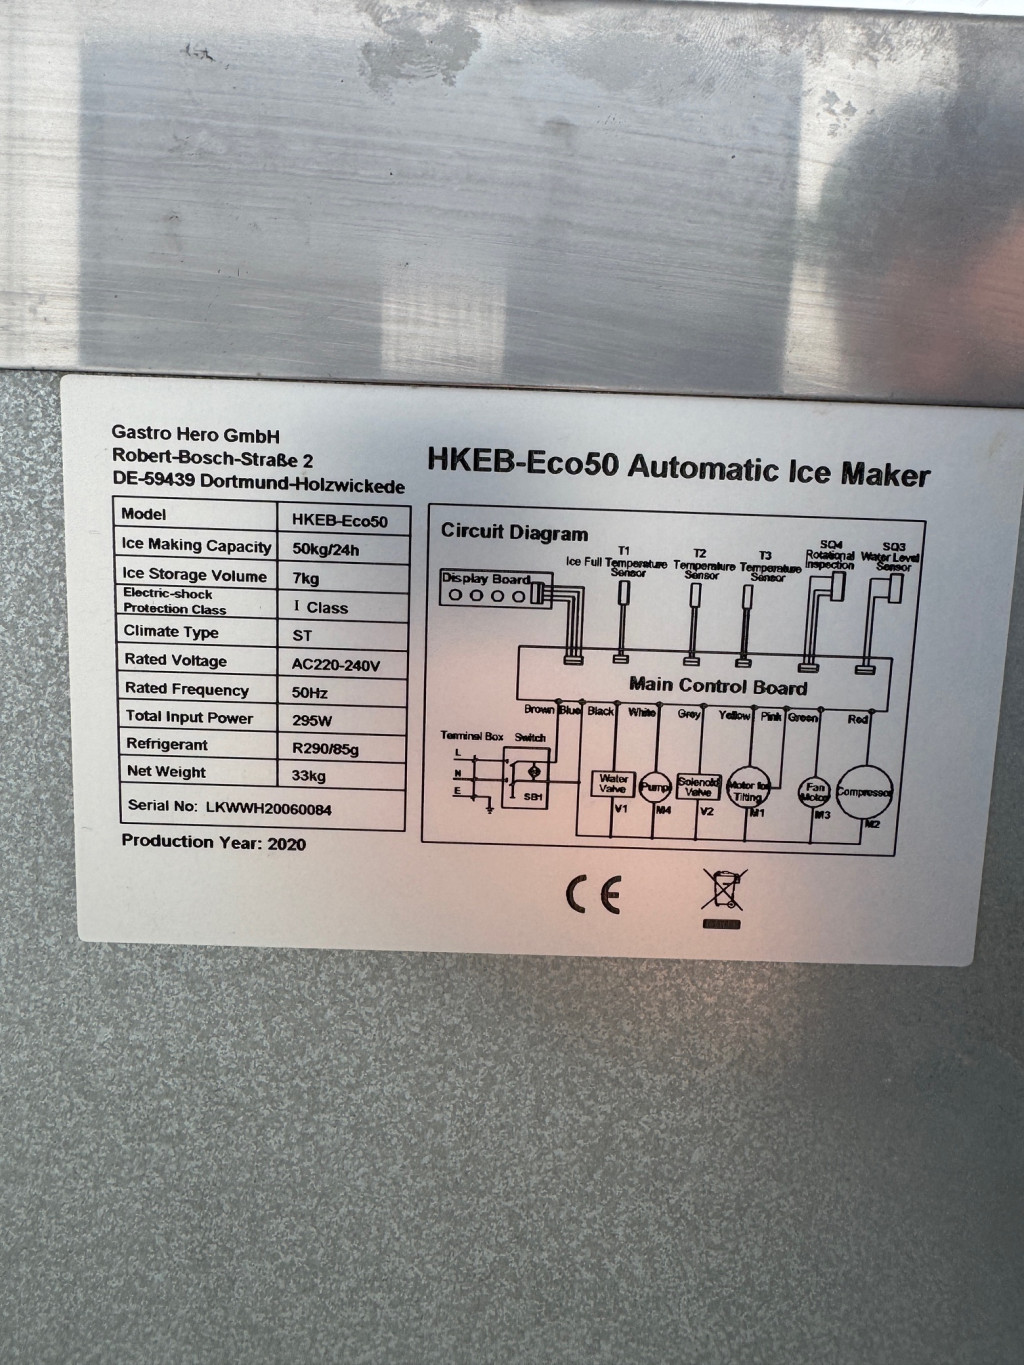 Gastro Hero GmbH
Robert-Bosch-Straße 2
DE-59439 Dortmund-Holzwickede
HKEB-Eco50 Automatic Ice Maker
Model HKEB-Eco50
Ice Making Capacity 50kg/24h
Ice Storage Volume 7kg
Electric-shock
Protection Class I Class
Climate Type ST
Rated Voltage AC220-240V
Rated Frequency 50Hz
Total Input Power 295W
Refrigerant R290/85g
Net Weight 33kg
Serial No: LKWWH20060084
Production Year: 2020
Circuit Diagram
Display Board
T1
Ice Full Temperature
Sensor
T2
Temperature
Sensor
T3
Temperature
Sensor
SQ4
Rotational
Inspection
SQ3
Water Level
Sensor
Main Control Board
Brown Blue Black White Grey Yellow Pink Green Red
Terminal Box Switch
L
N
E
SB1
Water
Valve
V1
Pump
M4
Solenoid
Valve
V2
Motor for
Tilting
M1
Fan
Motor
M3
Compressor
M2
CE